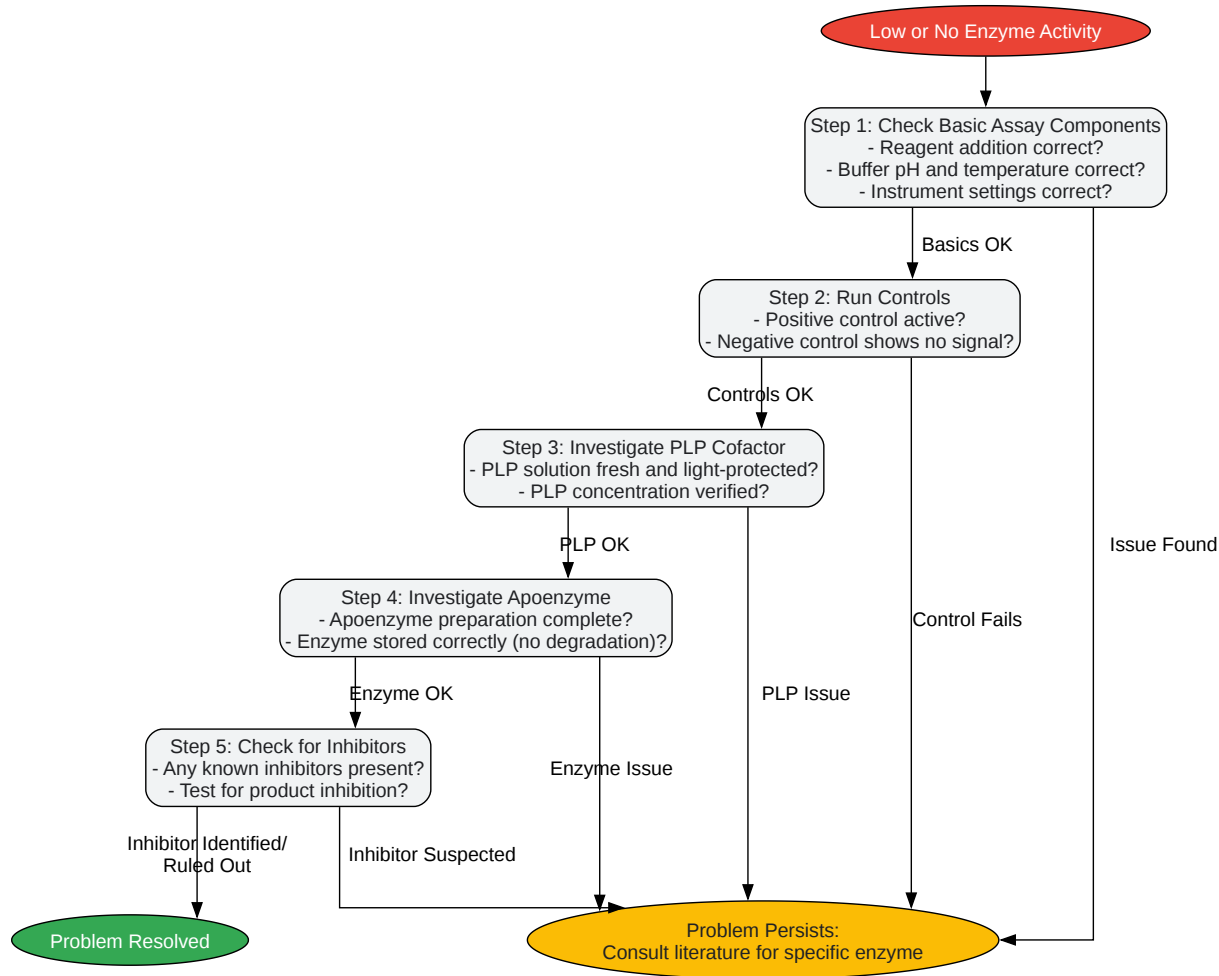 Low or No Enzyme Activity
Step 1: Check Basic Assay Components
- Reagent addition correct?
- Buffer pH and temperature correct?
- Instrument settings correct?
Basics OK
Step 2: Run Controls
- Positive control active?
- Negative control shows no signal?
Controls OK
Step 3: Investigate PLP Cofactor
- PLP solution fresh and light-protected?
- PLP concentration verified?
PLP OK
Issue Found
Step 4: Investigate Apoenzyme
- Apoenzyme preparation complete?
- Enzyme stored correctly (no degradation)?
Control Fails
Enzyme OK
PLP Issue
Step 5: Check for Inhibitors
- Any known inhibitors present?
- Test for product inhibition?
Enzyme Issue
Inhibitor Identified/
Ruled Out
Inhibitor Suspected
Problem Resolved
Problem Persists:
Consult literature for specific enzyme